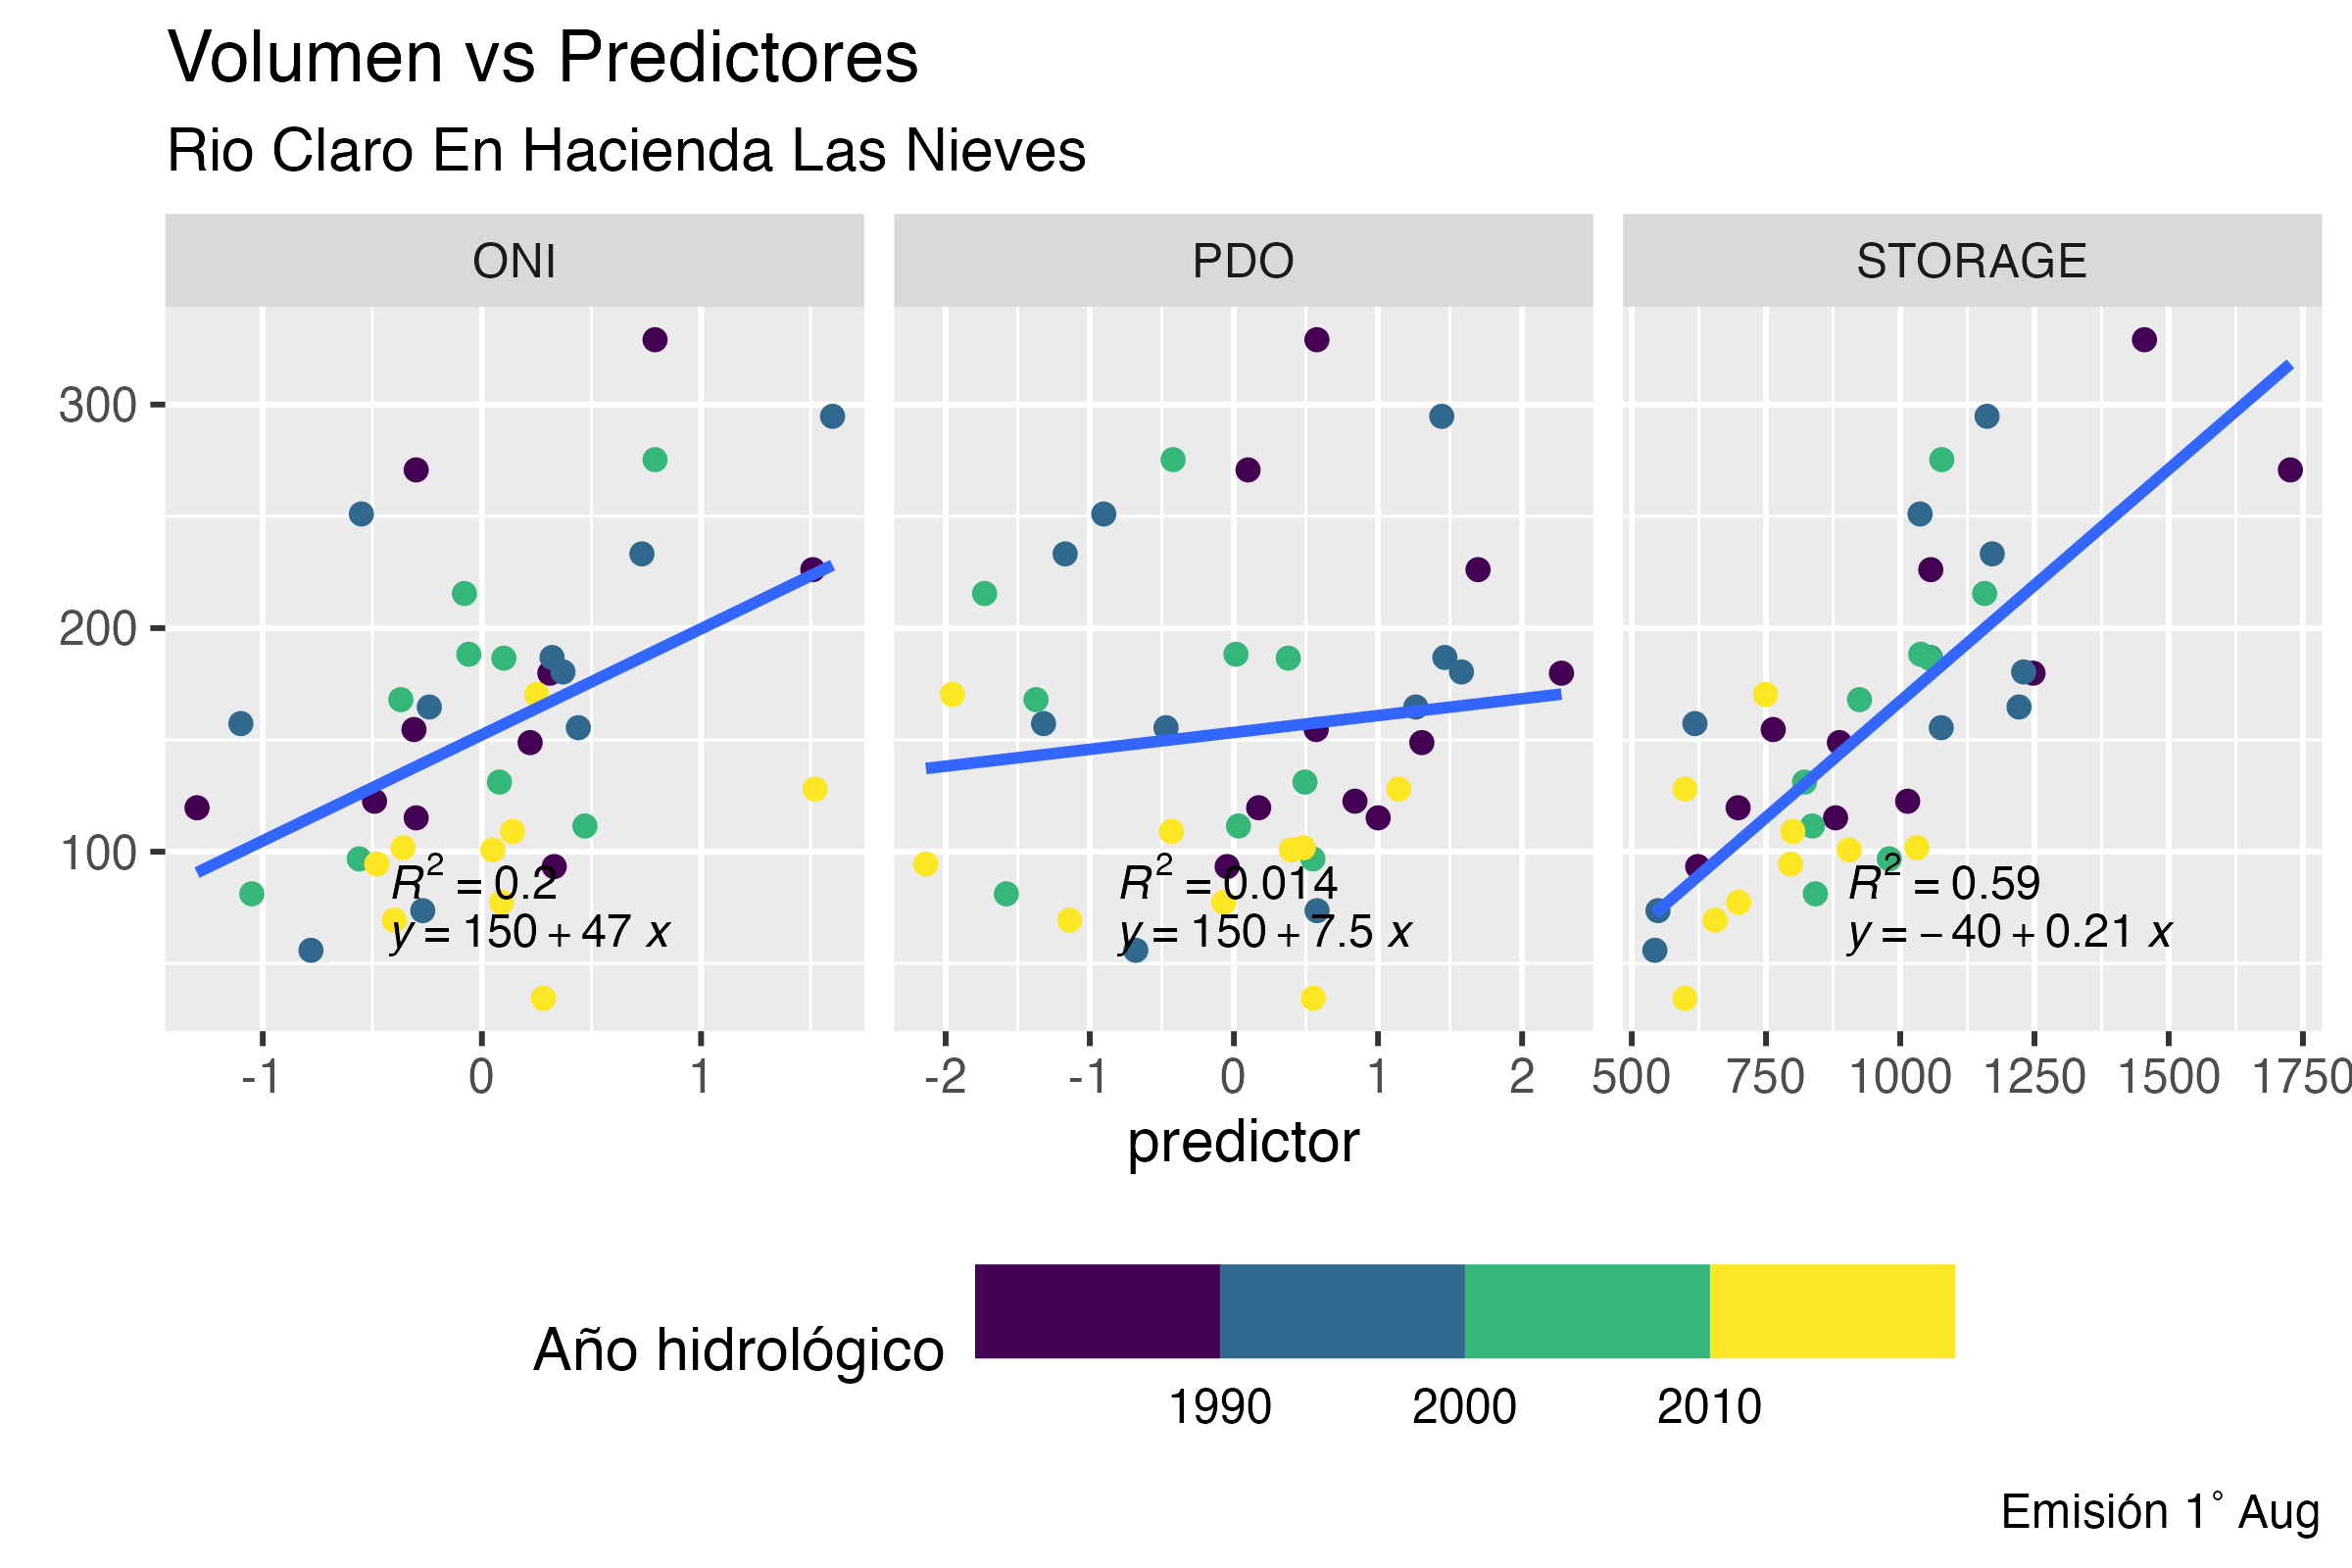 Volumen vs Predictores
Rio Claro En Hacienda Las Nieves
ONI PDO STORAGE
300
200
100
R² = 0.2
y = 150 + 47 x
R² = 0.014
y = 150 + 7.5 x
R² = 0.59
y = − 40 + 0.21 x
-1 0 1 -2 -1 0 1 2 500 750 1000 1250 1500 1750
predictor
Año hidrológico
1990 2000 2010
Emisión 1° Aug